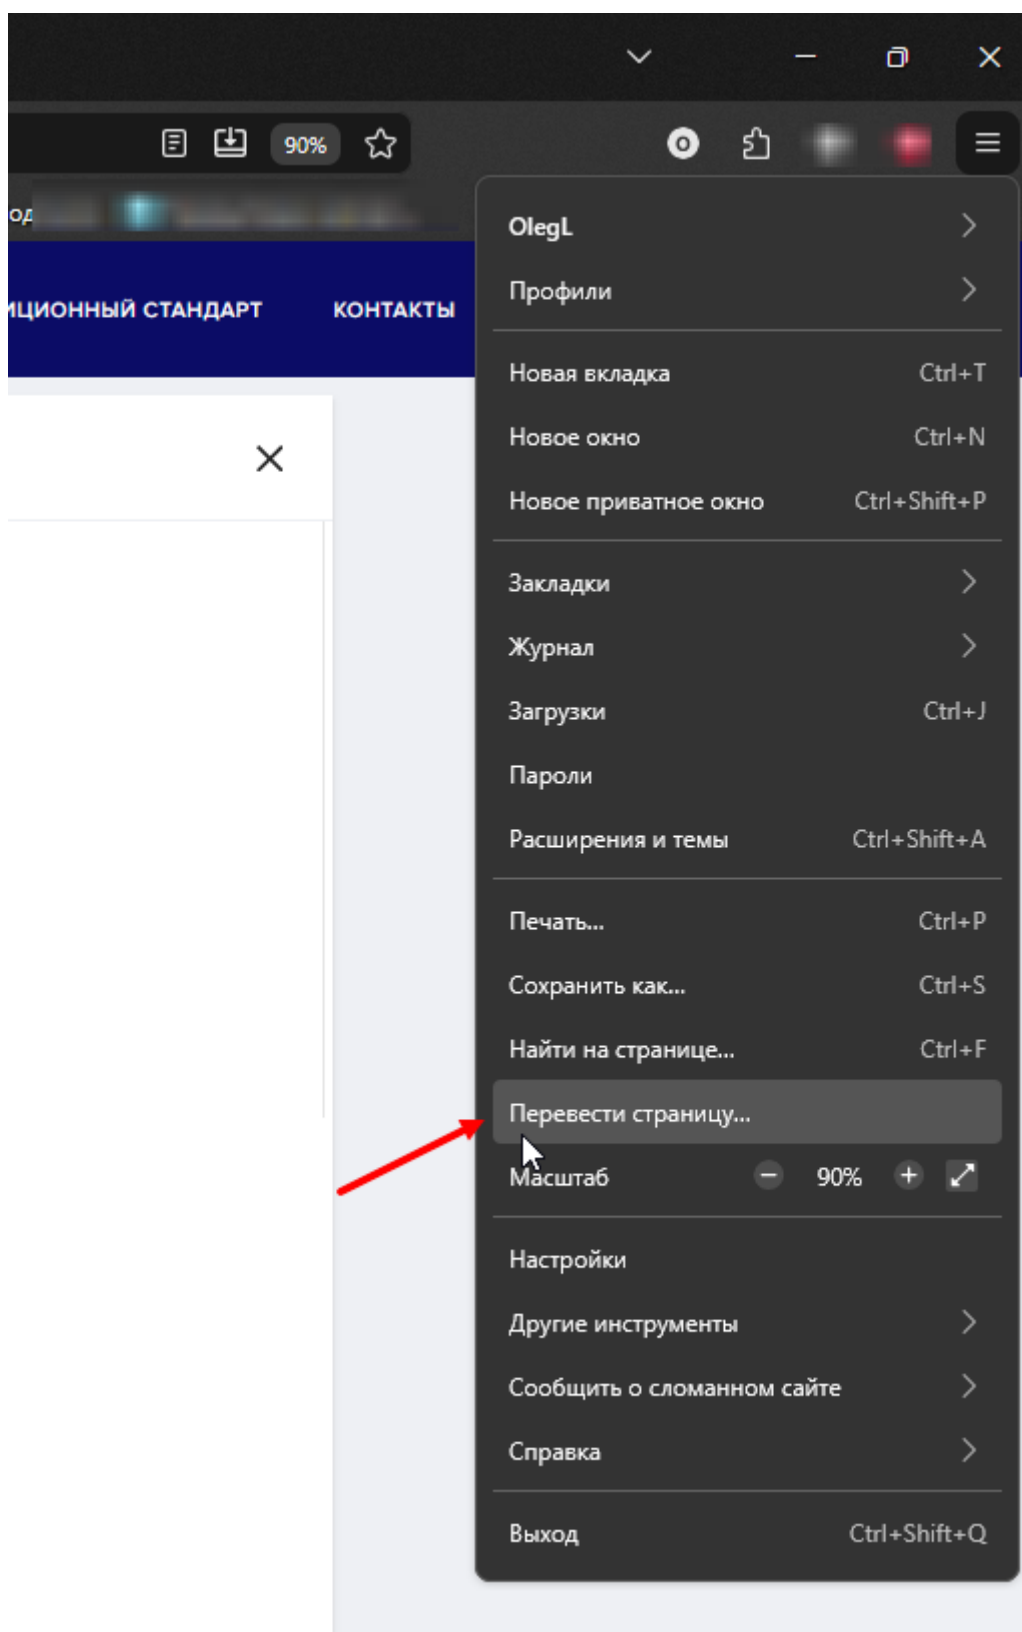 90%
ИЦИОННЫЙ СТАНДАРТ КОНТАКТЫ
OlegL
Профили
Новая вкладка Ctrl+T
Новое окно Ctrl+N
Новое приватное окно Ctrl+Shift+P
Закладки
Журнал
Загрузки Ctrl+J
Пароли
Расширения и темы Ctrl+Shift+A
Печать... Ctrl+P
Сохранить как... Ctrl+S
Найти на странице... Ctrl+F
Перевести страницу...
Масштаб 90%
Настройки
Другие инструменты
Сообщить о сломанном сайте
Справка
Выход Ctrl+Shift+Q